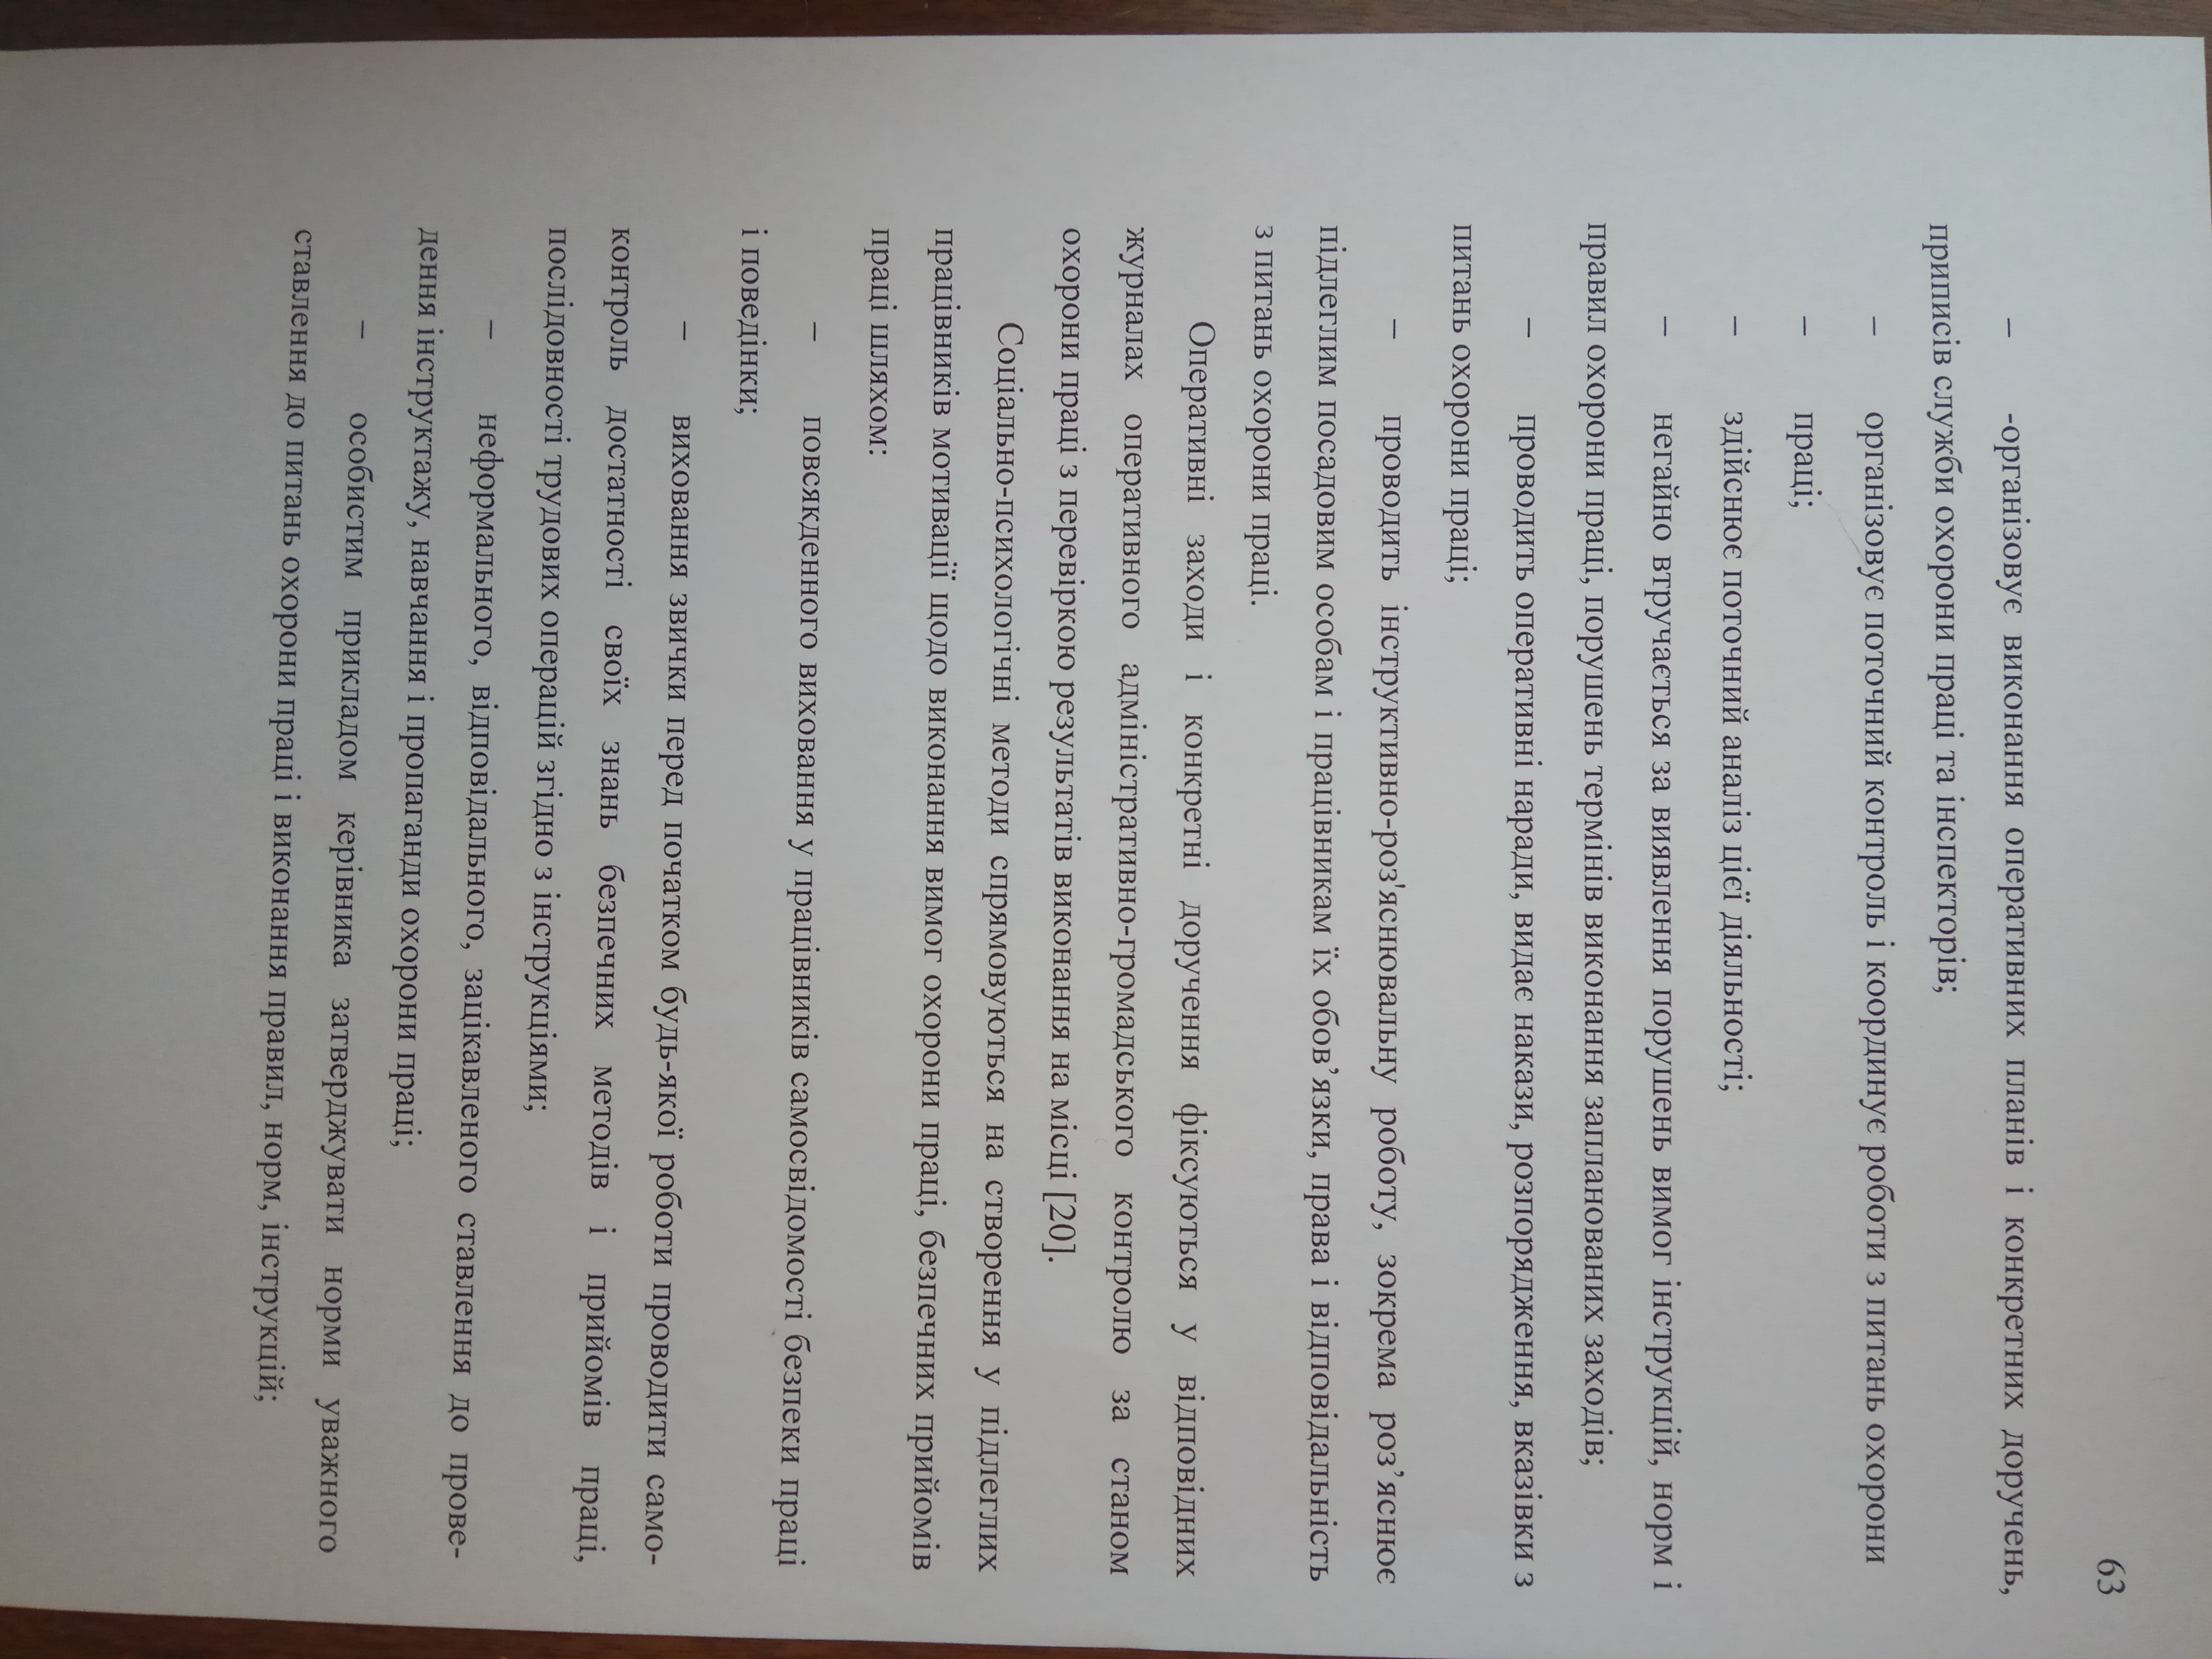 63
– -організовує виконання оперативних планів і конкретних доручень,
приписів служби охорони праці та інспекторів;
– організовує поточний контроль і координує роботи з питань охорони
– праці;
– здійснює поточний аналіз цієї діяльності;
– негайно втручається за виявлення порушень вимог інструкцій, норм і
правил охорони праці, порушень термінів виконання запланованих заходів;
– проводить оперативні наради, видає накази, розпорядження, вказівки з
питань охорони праці;
– проводить інструктивно-роз'яснювальну роботу, зокрема роз’яснює
підлеглим посадовим особам і працівникам їх обов’язки, права і відповідальність
з питань охорони праці.
Оперативні заходи і конкретні доручення фіксуються у відповідних
журналах оперативного адміністративно-громадського контролю за станом
охорони праці з перевіркою результатів виконання на місці [20].
Соціально-психологічні методи спрямовуються на створення у підлеглих
працівників мотивації щодо виконання вимог охорони праці, безпечних прийомів
праці шляхом:
– повсякденного виховання у працівників самосвідомості безпеки праці
і поведінки;
– виховання звички перед початком будь-якої роботи проводити само-
контроль достатності своїх знань безпечних методів і прийомів праці,
послідовності трудових операцій згідно з інструкціями;
– неформального, відповідального, зацікавленого ставлення до прове-
дення інструктажу, навчання і пропаганди охорони праці;
– особистим прикладом керівника затверджувати норми уважного
ставлення до питань охорони праці і виконання правил, норм, інструкцій;